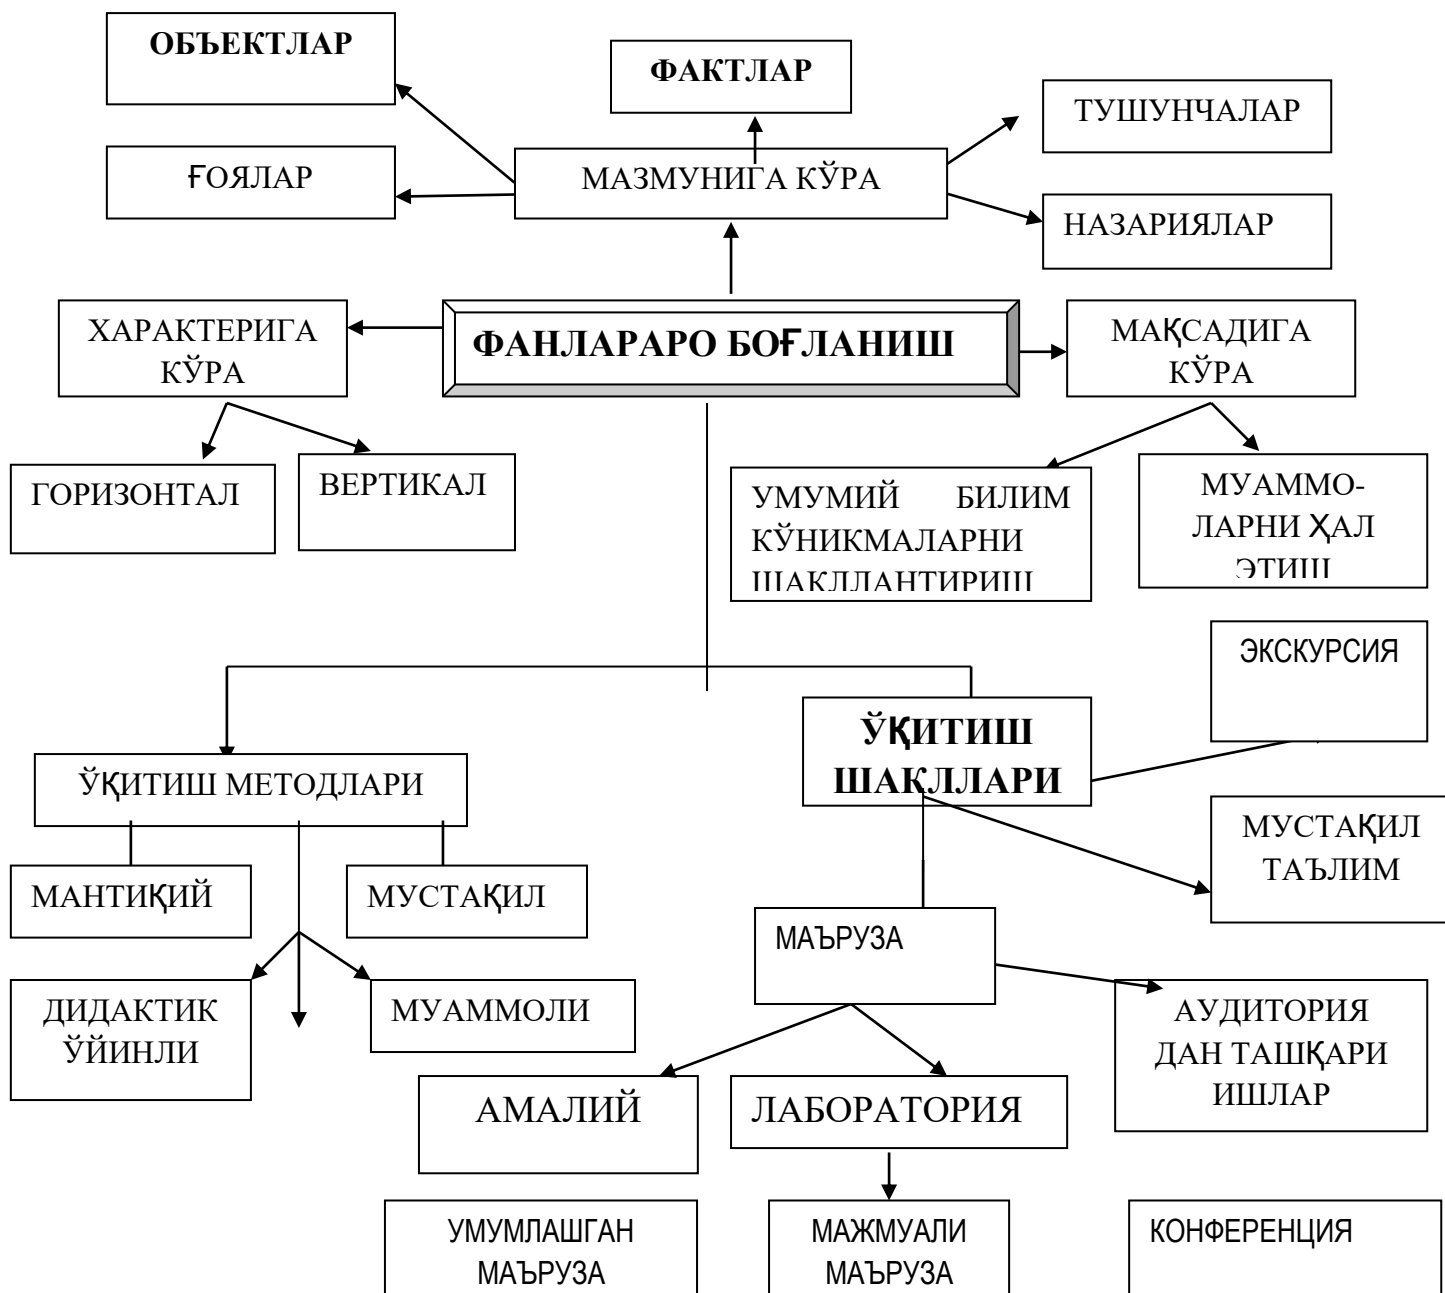 ОБЪЕКТЛАР
ФАКТЛАР
ТУШУНЧАЛАР
ҒОЯЛАР
МАЗМУНИГА КЎРА
НАЗАРИЯЛАР
ХАРАКТЕРИГА
КЎРА
ФАНЛАРАРО БОҒЛАНИШ
МАҚСАДИГА
КЎРА
ГОРИЗОНТАЛ
ВЕРТИКАЛ
УМУМИЙ БИЛИМ
КЎНИКМАЛАРНИ
ШАКЛЛАНТИРИШ
МУАММО-
ЛАРНИ ҲАЛ
ЭТИШ
ЭКСКУРСИЯ
ЎҚИТИШ
ШАКЛЛАРИ
ЎҚИТИШ МЕТОДЛАРИ
МУСТАҚИЛ
ТАЪЛИМ
МАНТИҚИЙ
МУСТАҚИЛ
МАЪРУЗА
ДИДАКТИК
ЎЙИНЛИ
МУАММОЛИ
АУДИТОРИЯ
ДАН ТАШҚАРИ
ИШЛАР
АМАЛИЙ
ЛАБОРАТОРИЯ
УМУМЛАШГАН
МАЪРУЗА
МАЖМУАЛИ
МАЪРУЗА
КОНФЕРЕНЦИЯ